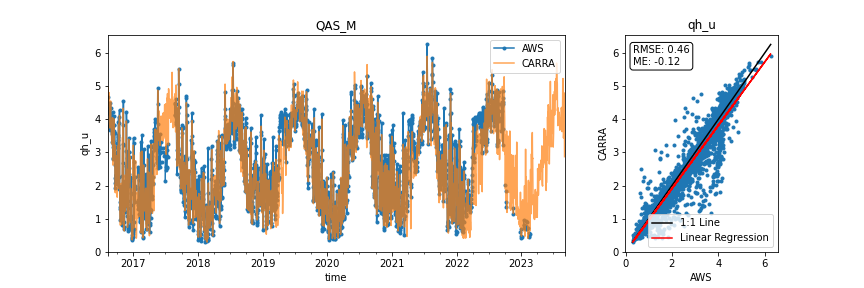 QAS_M
qh_u
6
5
4
3
2
1
0
qh_u
2017
2018
2019
2020
2021
2022
2023
time
AWS
CARRA
qh_u
RMSE: 0.46
ME: -0.12
6
5
4
3
2
1
0
CARRA
0
2
4
6
AWS
1:1 Line
Linear Regression